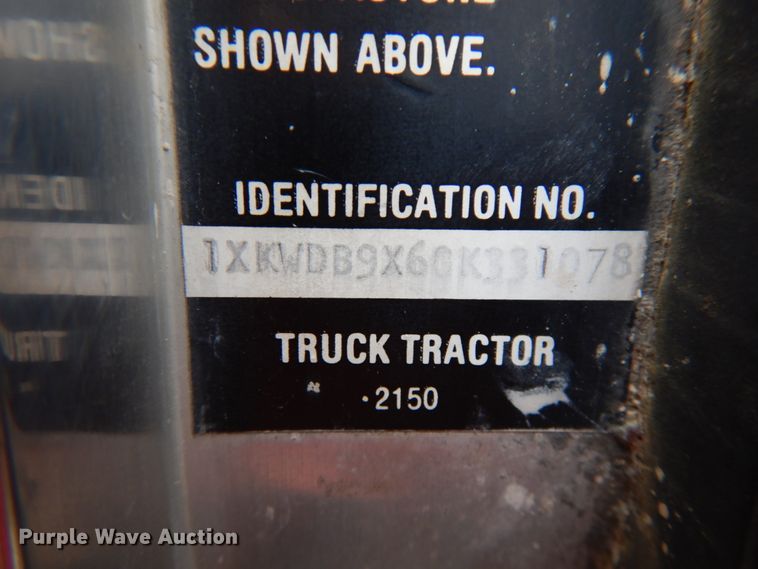 SHOWN ABOVE.
IDENTIFICATION NO.
1XKWDB9X6GK331078
TRUCK TRACTOR
·2150
Purple Wave Auction